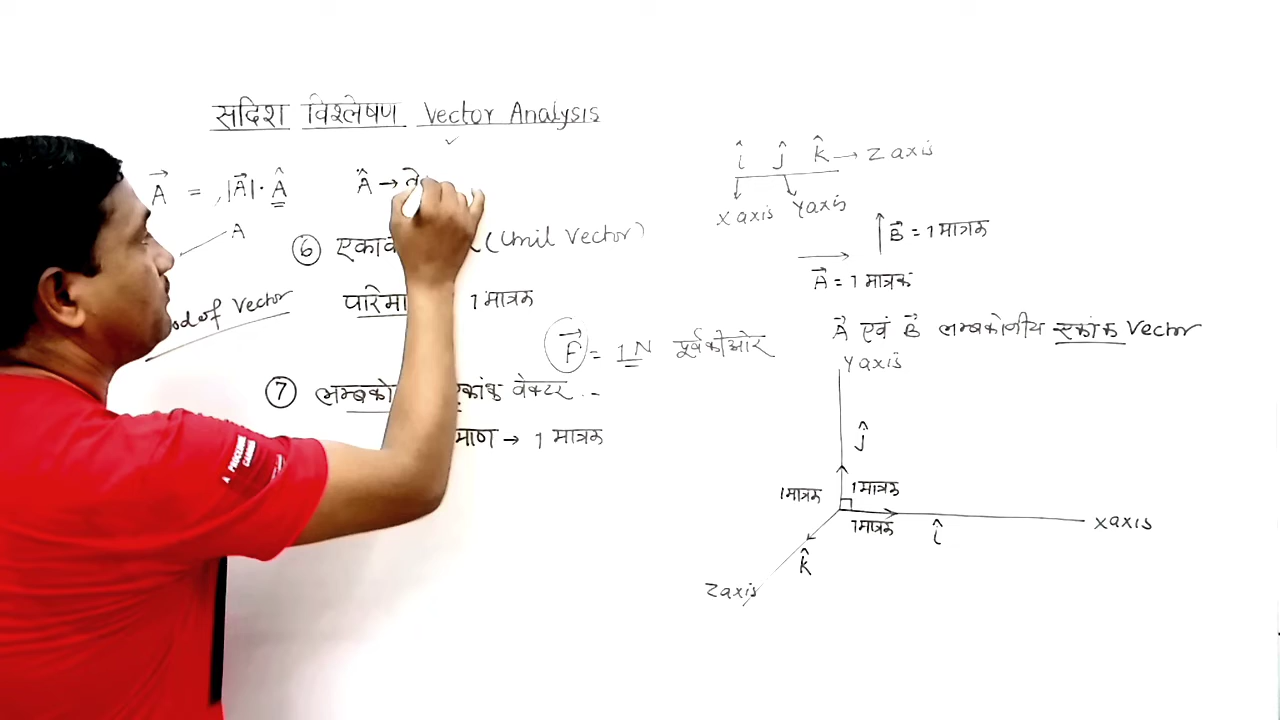 सदिश विश्लेषण Vector Analysis
A⃗ = |A⃗| · Â
Â →
A
⑥ (Unit Vector)
1 मात्रक
of Vector
F⃗ = 1N पूर्व की ओर
⑦ वेक्टर
→ 1 मात्रक
î ĵ k̂ → Z axis
X axis Y axis
B⃗ = 1 मात्रक
A⃗ = 1 मात्रक
A⃗ एवं B⃗ लम्बकोणीय एकांक Vector
Y axis
ĵ
1 मात्रक 1 मात्रक
1 मात्रक
î
X axis
k̂
Z axis